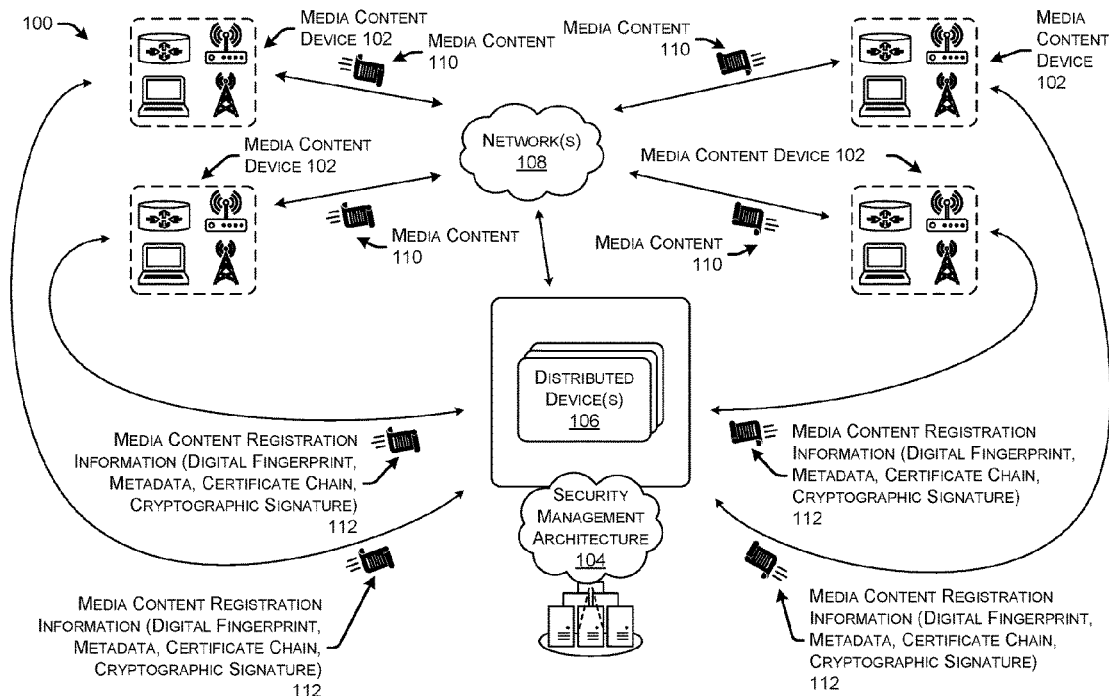 100
MEDIA CONTENT
DEVICE 102
MEDIA CONTENT
110
MEDIA CONTENT
110
MEDIA
CONTENT
DEVICE
102
NETWORK(S)
108
MEDIA CONTENT
DEVICE 102
MEDIA CONTENT DEVICE 102
MEDIA CONTENT
110
MEDIA CONTENT
110
DISTRIBUTED
DEVICE(S)
106
MEDIA CONTENT REGISTRATION
INFORMATION (DIGITAL FINGERPRINT,
METADATA, CERTIFICATE CHAIN,
CRYPTOGRAPHIC SIGNATURE)
112
MEDIA CONTENT REGISTRATION
INFORMATION (DIGITAL FINGERPRINT,
METADATA, CERTIFICATE CHAIN,
CRYPTOGRAPHIC SIGNATURE)
112
SECURITY
MANAGEMENT
ARCHITECTURE
104
MEDIA CONTENT REGISTRATION
INFORMATION (DIGITAL FINGERPRINT,
METADATA, CERTIFICATE CHAIN,
CRYPTOGRAPHIC SIGNATURE)
112
MEDIA CONTENT REGISTRATION
INFORMATION (DIGITAL FINGERPRINT,
METADATA, CERTIFICATE CHAIN,
CRYPTOGRAPHIC SIGNATURE)
112